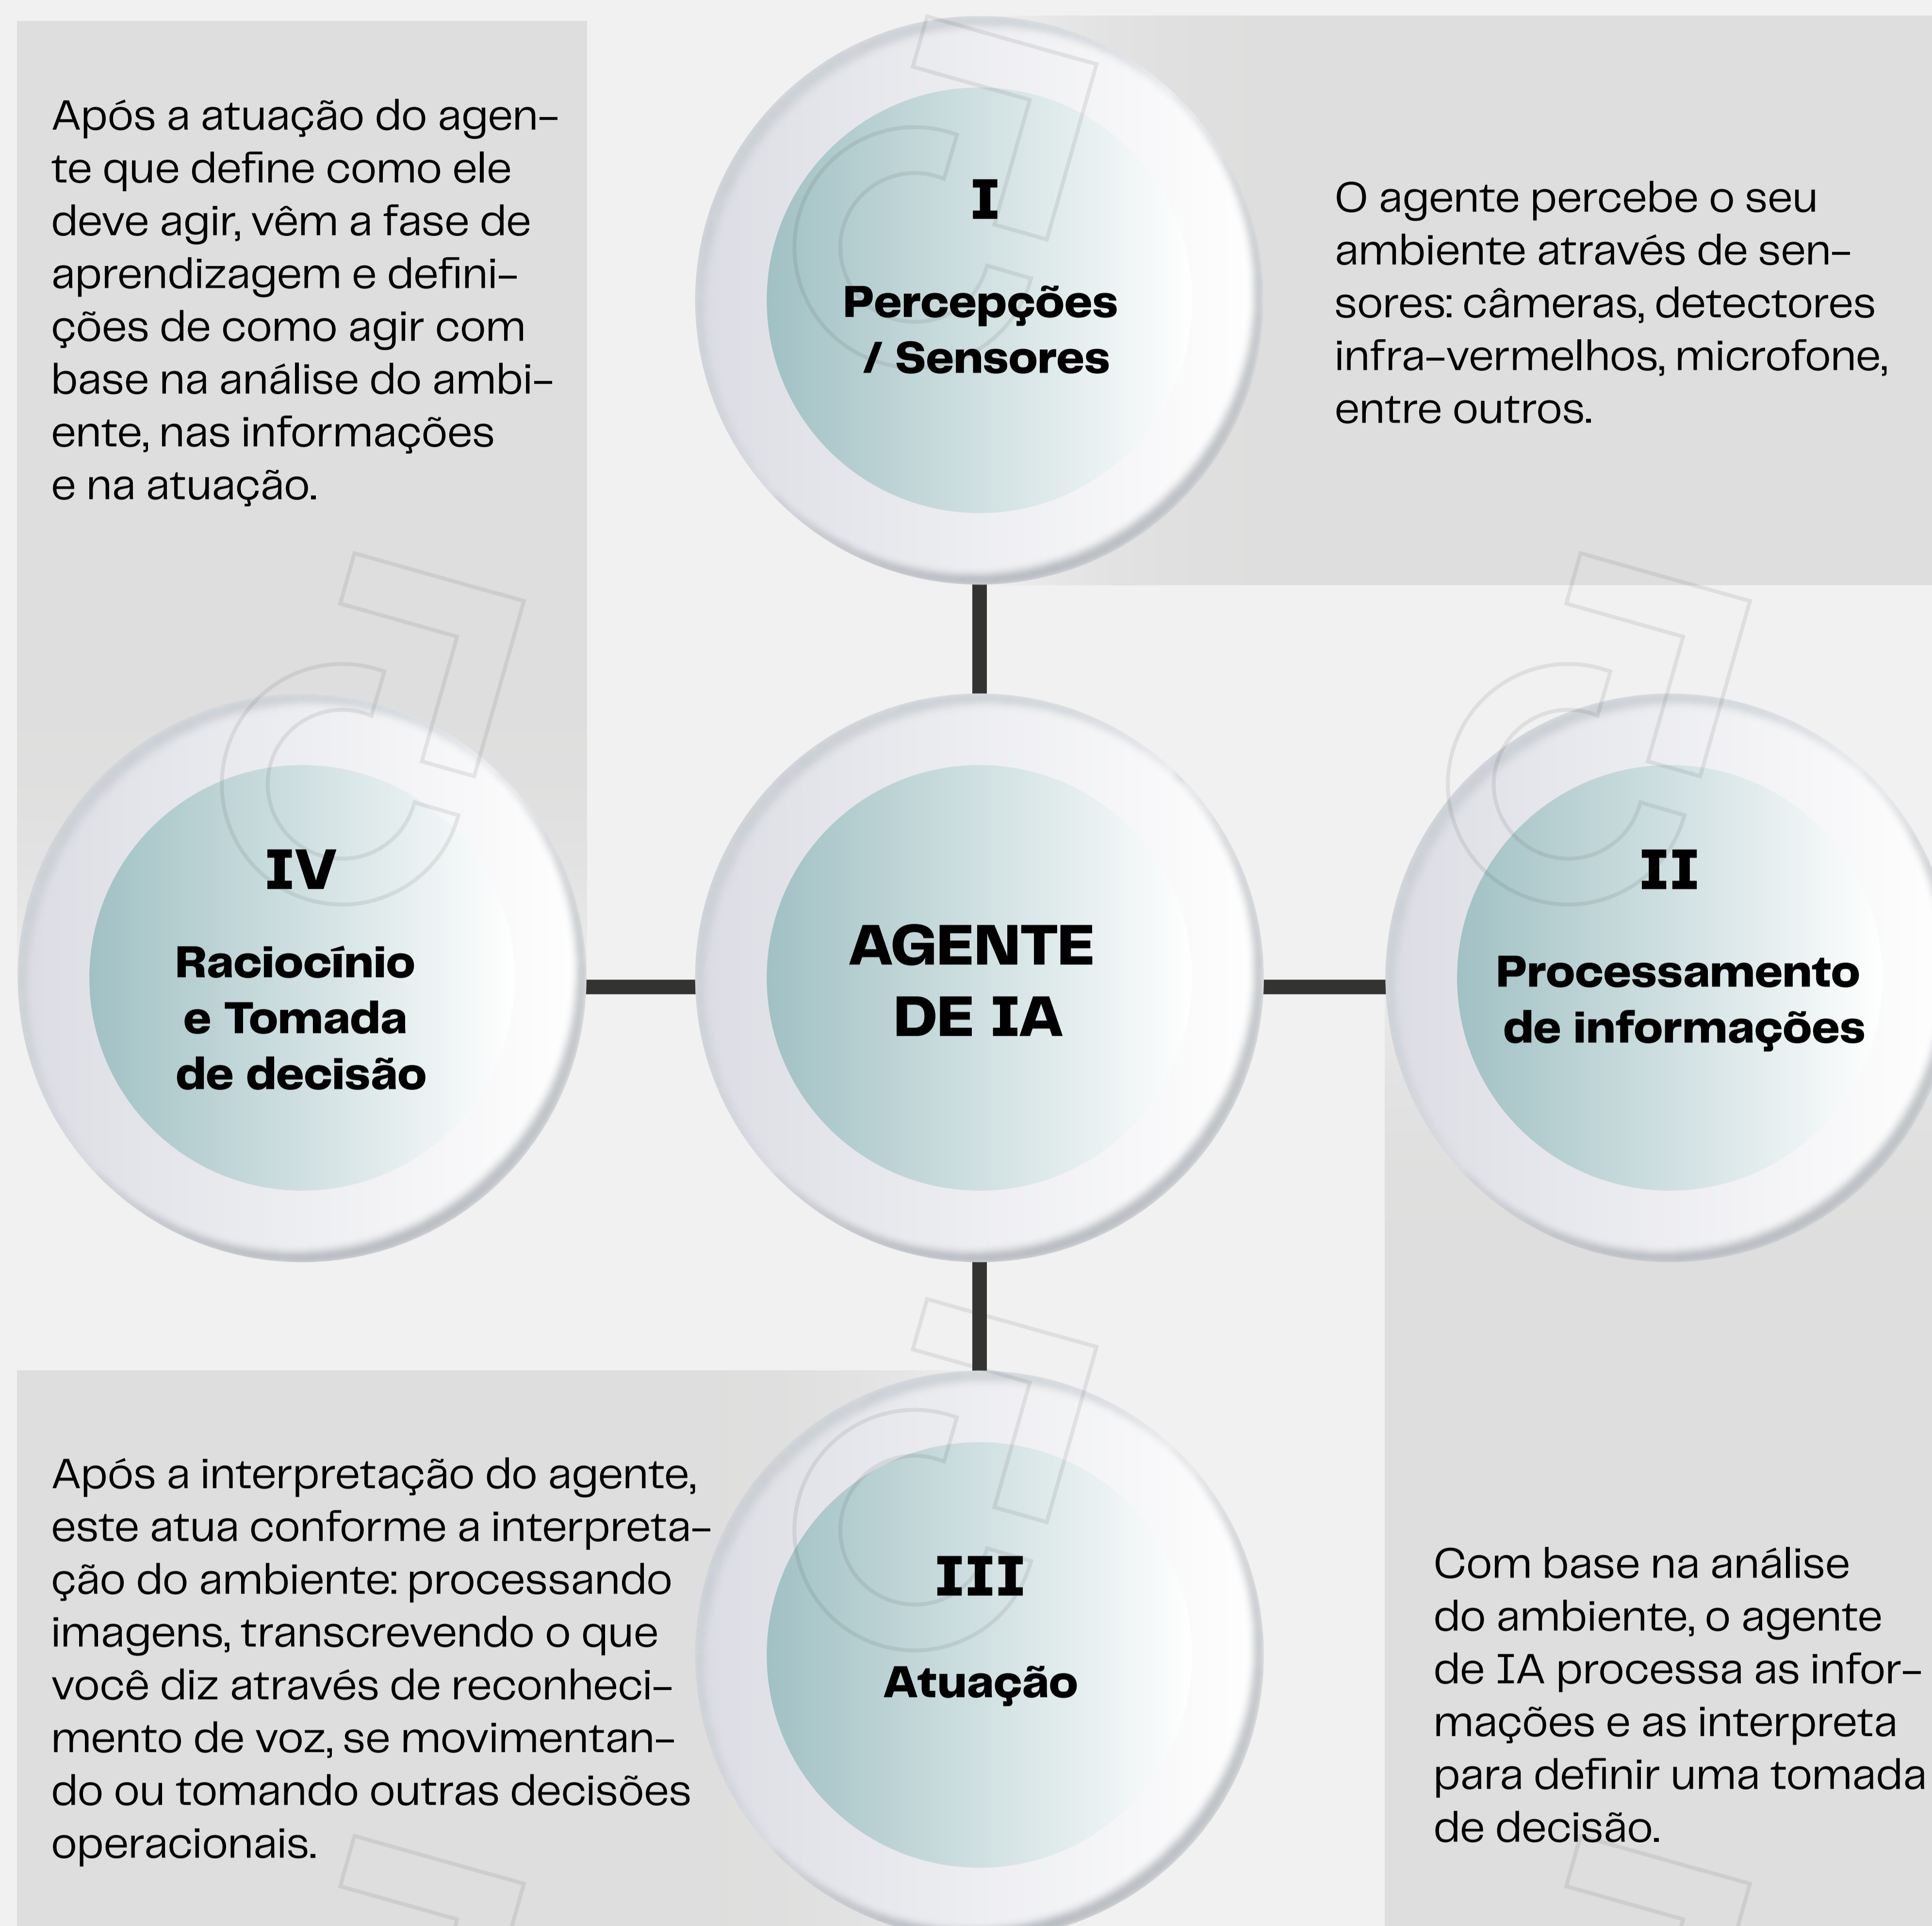 Após a atuação do agen-
te que define como ele
deve agir, vêm a fase de
aprendizagem e defini-
ções de como agir com
base na análise do ambi-
ente, nas informações
e na atuação.
I
Percepções
/ Sensores
O agente percebe o seu
ambiente através de sen-
sores: câmeras, detectores
infra-vermelhos, microfone,
entre outros.
IV
Raciocínio
e Tomada
de decisão
AGENTE
DE IA
II
Processamento
de informações
Após a interpretação do agente,
este atua conforme a interpreta-
ção do ambiente: processando
imagens, transcrevendo o que
você diz através de reconheci-
mento de voz, se movimentan-
do ou tomando outras decisões
operacionais.
III
Atuação
Com base na análise
do ambiente, o agente
de IA processa as infor-
mações e as interpreta
para definir uma tomada
de decisão.